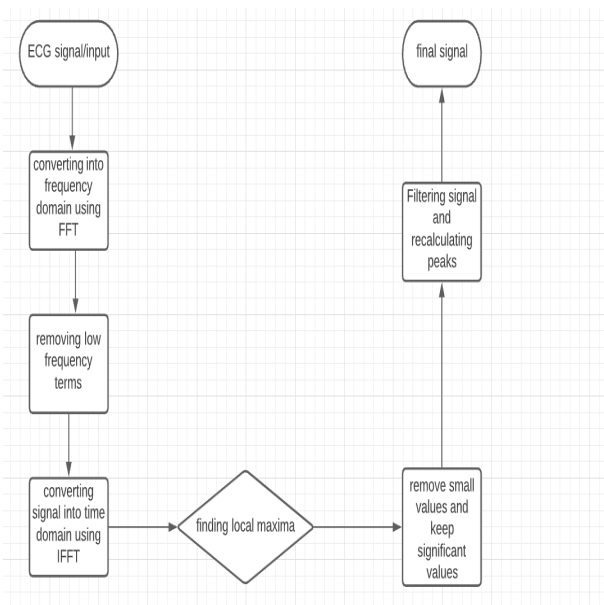 ECG signal/input
converting into
frequency
domain using
FFT
removing low
frequency
terms
converting
signal into time
domain using
IFFT
finding local maxima
remove small
values and
keep
significant
values
Filtering signal
and
recalculating
peaks
final signal